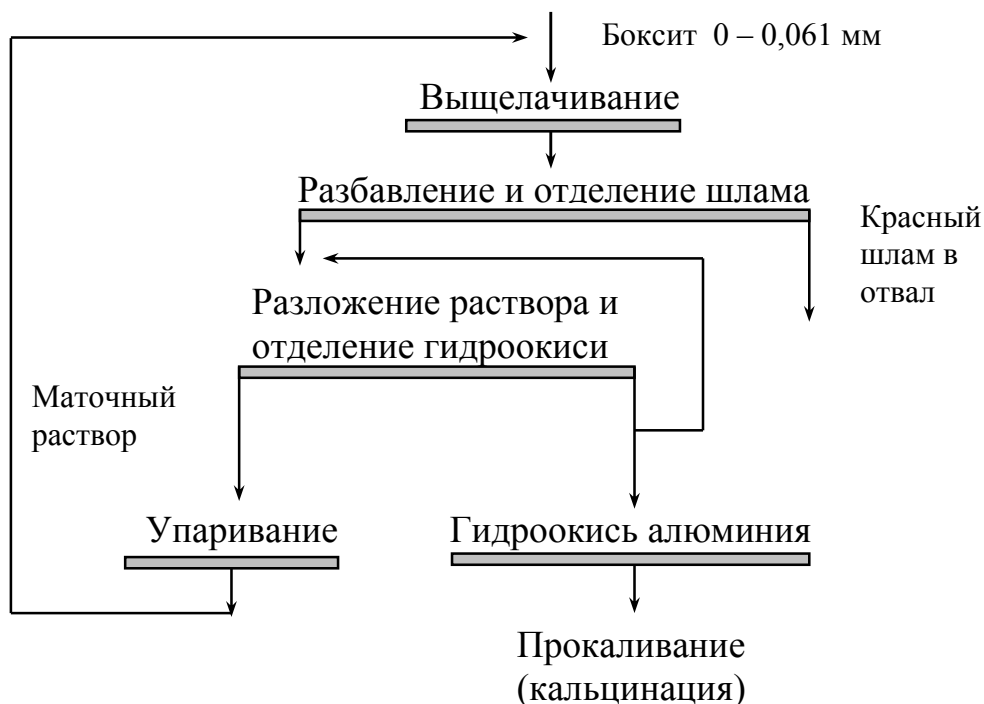 Боксит 0 – 0,061 мм
Выщелачивание
Разбавление и отделение шлама
Красный
шлам в
отвал
Разложение раствора и
отделение гидроокиси
Маточный
раствор
Упаривание
Гидроокись алюминия
Прокаливание
(кальцинация)